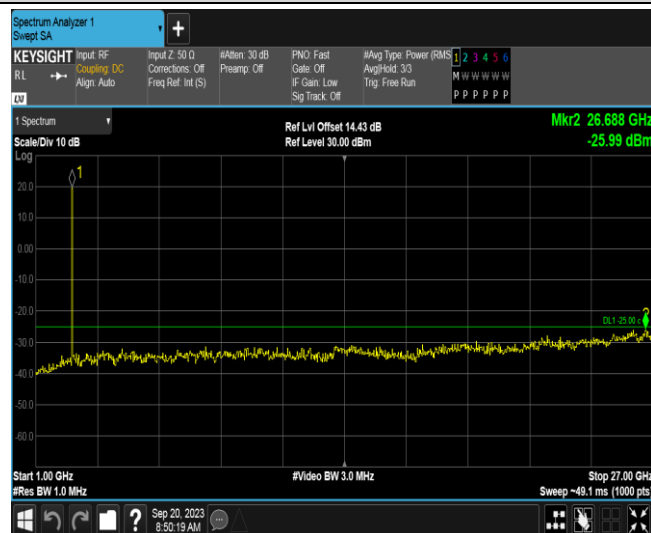 Spectrum Analyzer 1
Swept SA
+
KEYSIGHT
RL
Input: RF
Coupling: DC
Align: Auto
Input Z: 50 Ω
Corrections: Off
Freq Ref: Int (S)
#Atten: 30 dB
Preamp: Off
PNO: Fast
Gate: Off
IF Gain: Low
Sig Track: Off
#Avg Type: Power (RMS
Avg|Hold: 3/3
Trig: Free Run
1 2 3 4 5 6
M W W W W W
P P P P P P
LXI
1 Spectrum
Scale/Div 10 dB
Ref Lvl Offset 14.43 dB
Ref Level 30.00 dBm
Mkr2 26.688 GHz
-25.99 dBm
Log
1
20.0
10.0
0.00
-10.0
-20.0
DL1 -25.00 c
2
-30.0
-40.0
-50.0
-60.0
Start 1.00 GHz
#Res BW 1.0 MHz
#Video BW 3.0 MHz
Stop 27.00 GHz
Sweep ~49.1 ms (1000 pts)
?
Sep 20, 2023
8:50:19 AM